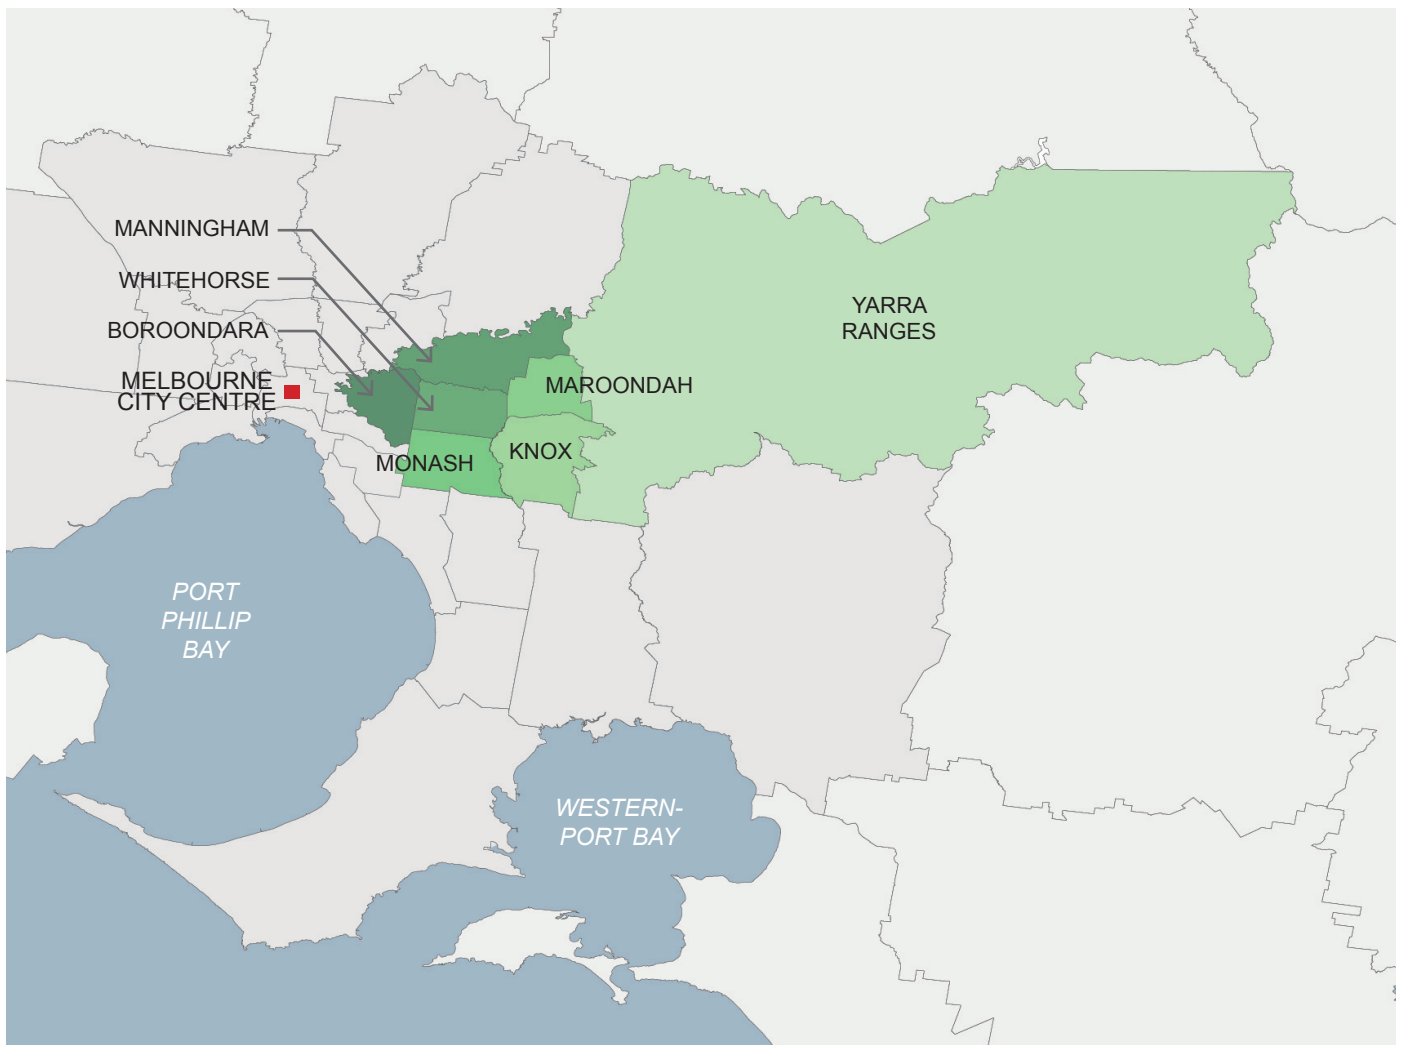 MANNINGHAM
WHITEHORSE
BOROONDARA
MELBOURNE
CITY CENTRE
YARRA
RANGES
MAROONDAH
KNOX
MONASH
PORT
PHILLIP
BAY
WESTERN-
PORT BAY